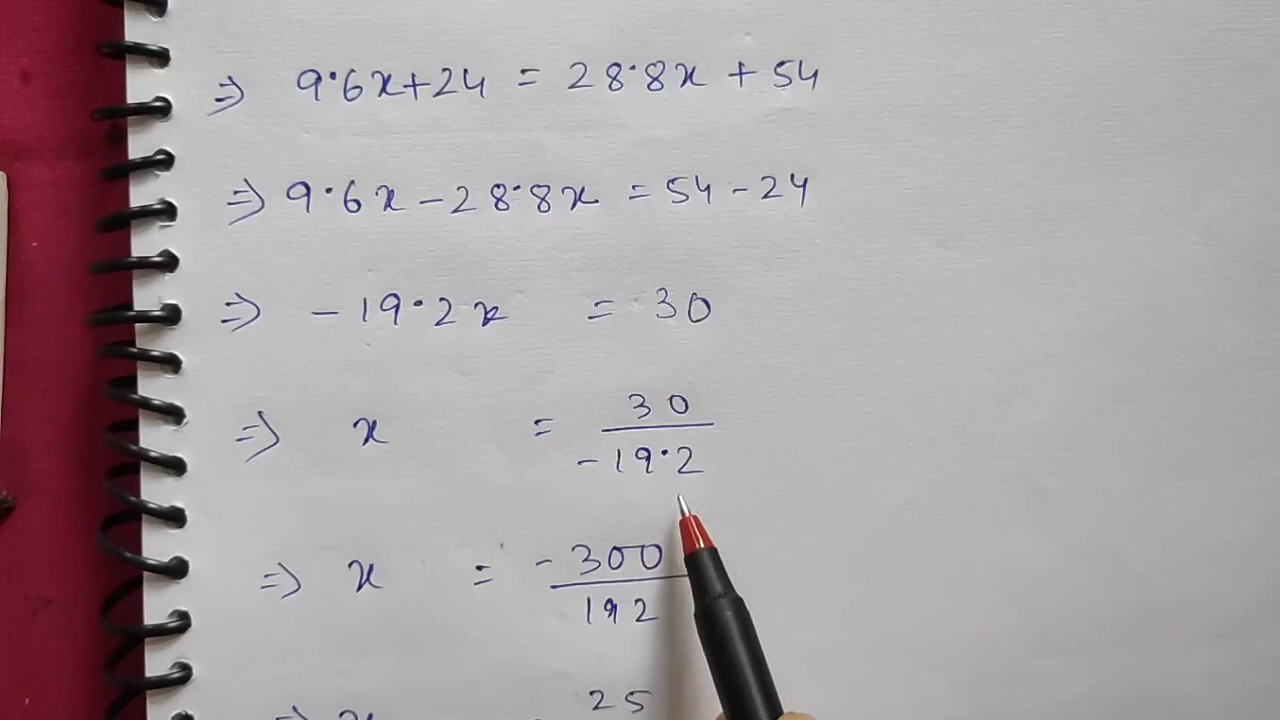 ⇒ 9.6x+24 = 28.8x + 54
⇒ 9.6x - 28.8x = 54 - 24
⇒ - 19.2x = 30
⇒ x = 30
-19.2
⇒ x = - 300
192
⇒ x = 25